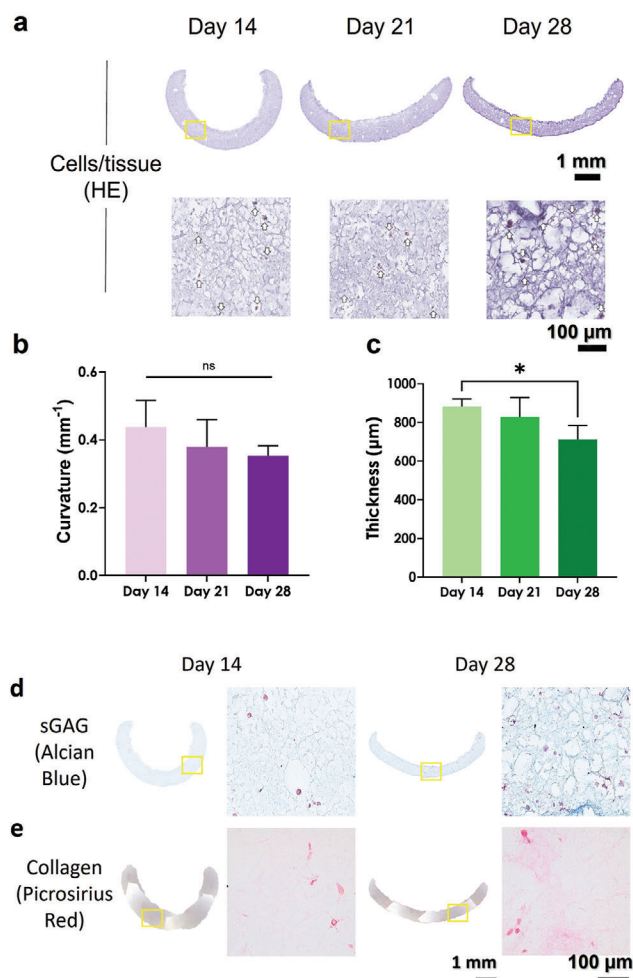 a
Day 14 Day 21 Day 28
Cells/tissue
(HE)
1 mm
100 µm
b
ns
Curvature (mm⁻¹)
0.6
0.4
0.2
0.0
Day 14 Day 21 Day 28
c
*
Thickness (µm)
1000
800
600
400
200
0
Day 14 Day 21 Day 28
Day 14 Day 28
d
sGAG
(Alcian
Blue)
e
Collagen
(Picrosirius
Red)
1 mm 100 µm